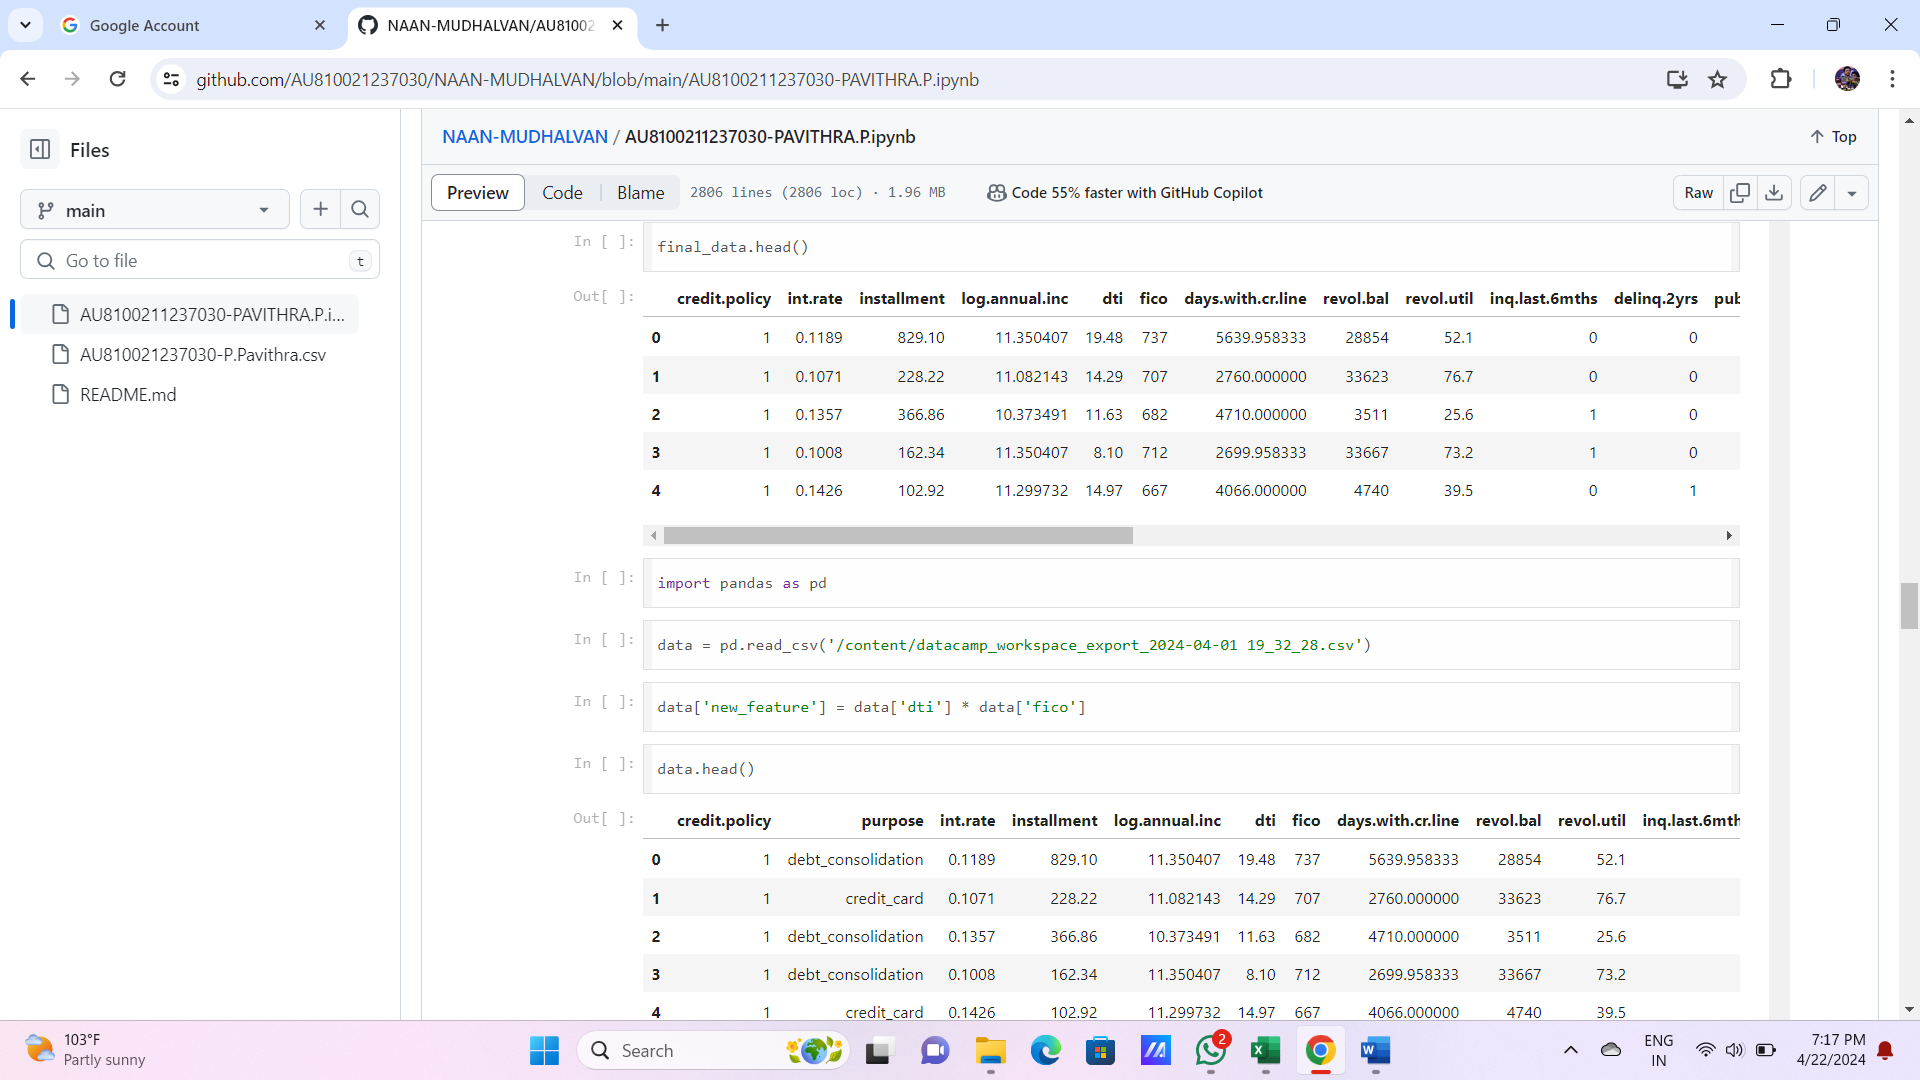 Google Account
NAAN-MUDHALVAN/AU81002
github.com/AU810021237030/NAAN-MUDHALVAN/blob/main/AU8100211237030-PAVITHRA.P.ipynb
Files
NAAN-MUDHALVAN / AU8100211237030-PAVITHRA.P.ipynb
Top
main
Preview Code Blame 2806 lines (2806 loc) · 1.96 MB Code 55% faster with GitHub Copilot Raw
Go to file t
AU8100211237030-PAVITHRA.P.i...
AU810021237030-P.Pavithra.csv
README.md
In [ ]: final_data.head()
Out[ ]: credit.policy int.rate installment log.annual.inc dti fico days.with.cr.line revol.bal revol.util inq.last.6mths delinq.2yrs pub
0 1 0.1189 829.10 11.350407 19.48 737 5639.958333 28854 52.1 0 0
1 1 0.1071 228.22 11.082143 14.29 707 2760.000000 33623 76.7 0 0
2 1 0.1357 366.86 10.373491 11.63 682 4710.000000 3511 25.6 1 0
3 1 0.1008 162.34 11.350407 8.10 712 2699.958333 33667 73.2 1 0
4 1 0.1426 102.92 11.299732 14.97 667 4066.000000 4740 39.5 0 1
In [ ]: import pandas as pd
In [ ]: data = pd.read_csv('/content/datacamp_workspace_export_2024-04-01 19_32_28.csv')
In [ ]: data['new_feature'] = data['dti'] * data['fico']
In [ ]: data.head()
Out[ ]: credit.policy purpose int.rate installment log.annual.inc dti fico days.with.cr.line revol.bal revol.util inq.last.6mth
0 1 debt_consolidation 0.1189 829.10 11.350407 19.48 737 5639.958333 28854 52.1
1 1 credit_card 0.1071 228.22 11.082143 14.29 707 2760.000000 33623 76.7
2 1 debt_consolidation 0.1357 366.86 10.373491 11.63 682 4710.000000 3511 25.6
3 1 debt_consolidation 0.1008 162.34 11.350407 8.10 712 2699.958333 33667 73.2
4 1 credit_card 0.1426 102.92 11.299732 14.97 667 4066.000000 4740 39.5
103°F
Partly sunny
Search
2
ENG
IN
7:17 PM
4/22/2024